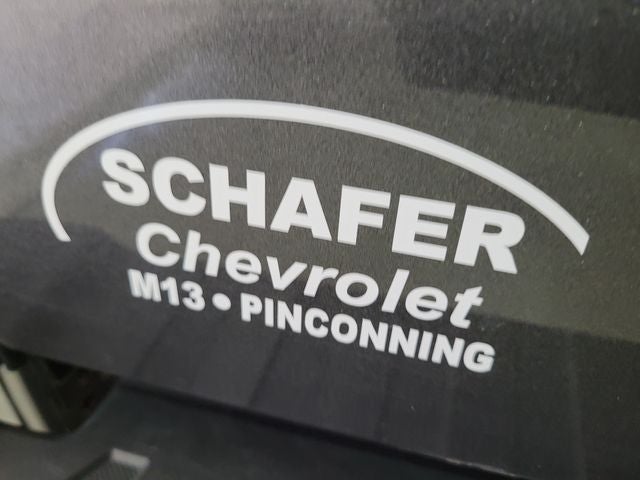 SCHAFER
Chevrolet
M13 • PINCONNING